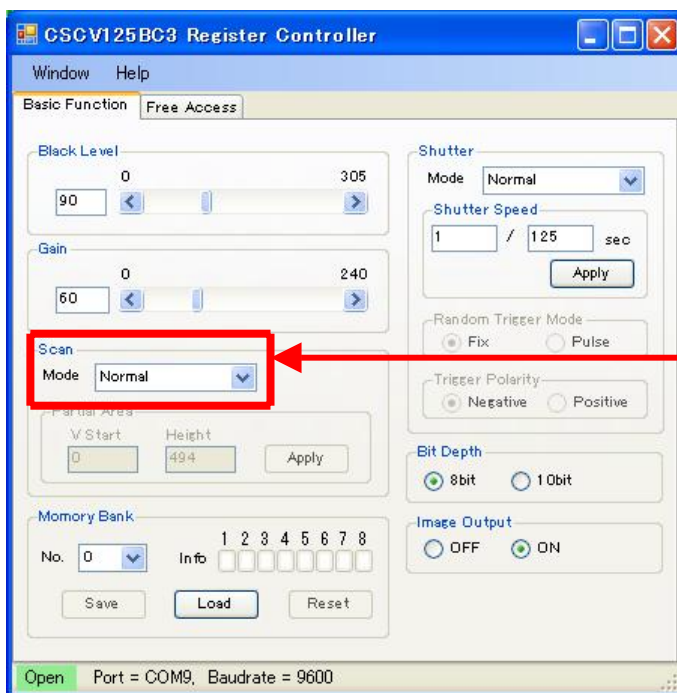 CSCV125BC3 Register Controller
Window Help
Basic Function Free Access
Black Level
0 305
90
Gain
0 240
60
Scan
Mode Normal
Partial Area
V Start Height
0 494 Apply
Momory Bank
1 2 3 4 5 6 7 8
No. 0 Info
Save Load Reset
Shutter
Mode Normal
Shutter Speed
1 / 125 sec
Apply
Random Trigger Mode
Fix Pulse
Trigger Polarity
Negative Positive
Bit Depth
8bit 10bit
Image Output
OFF ON
Open Port = COM9, Baudrate = 9600